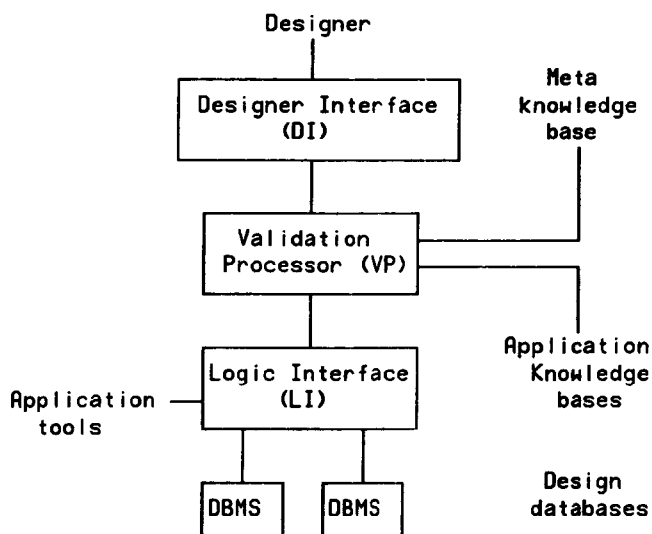 Designer
Designer Interface
(DI)
Meta
knowledge
base
Validation
Processor (VP)
Logic Interface
(LI)
Application
Knowledge
bases
Application
tools
DBMS
DBMS
Design
databases